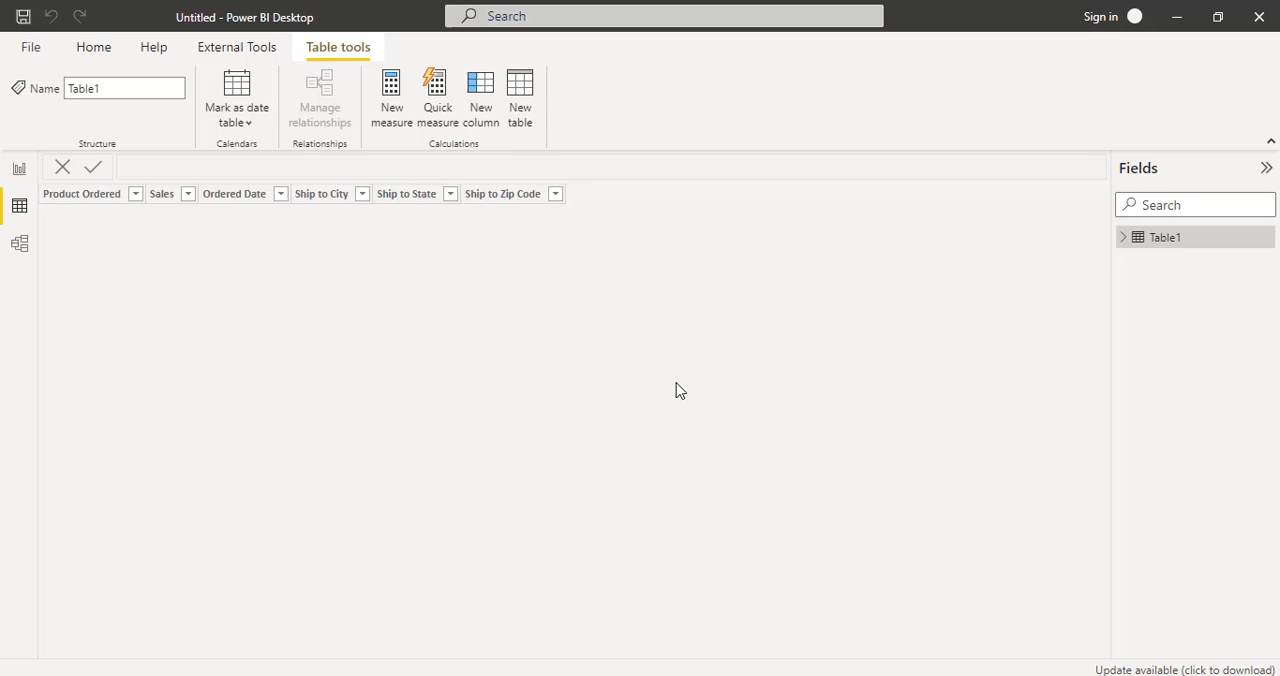 Untitled - Power BI Desktop
Search
Sign in
File
Home
Help
External Tools
Table tools
Name
Table1
Mark as date
table
Manage
relationships
New
measure
Quick
measure
New
column
New
table
Structure
Calendars
Relationships
Calculations
Fields
Product Ordered
Sales
Ordered Date
Ship to City
Ship to State
Ship to Zip Code
Search
Table1
Update available (click to download)